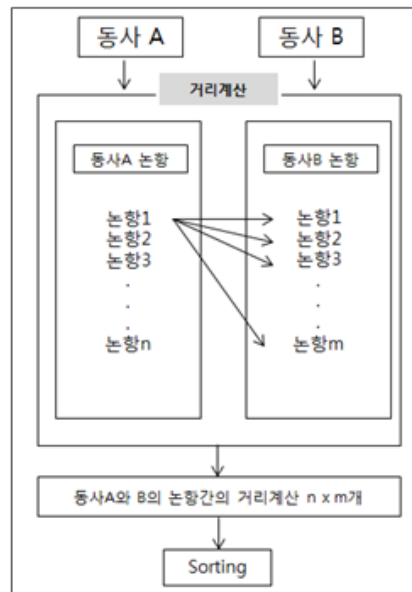 동사 A
동사 B
거리계산
동사A 논항
동사B 논항
논항1
논항2
논항3
.
.
.
논항n
논항1
논항2
논항3
.
.
.
논항m
동사A와 B의 논항간의 거리계산 n x m개
Sorting